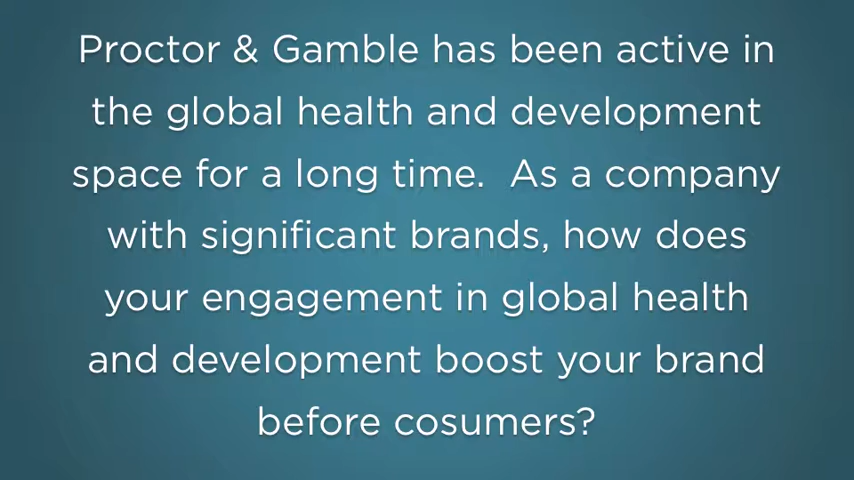 Proctor & Gamble has been active in
the global health and development
space for a long time.  As a company
with significant brands, how does
your engagement in global health
and development boost your brand
before cosumers?